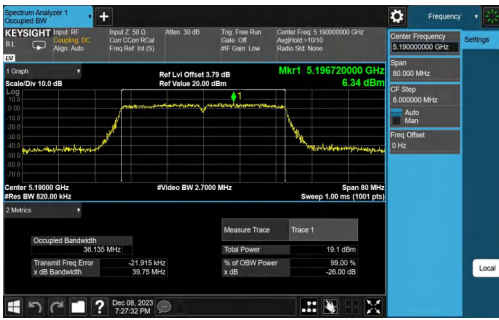 Spectrum Analyzer 1
Occupied BW
Frequency
KEYSIGHT
RL
Input: RF
Coupling: DC
Align: Auto
Input Z: 50 Ω
Corr CCorr RCal
Freq Ref: Int (S)
Atten: 30 dB
Trig: Free Run
Gate: Off
#IF Gain: Low
Center Freq: 5.190000000 GHz
Avg|Hold:>10/10
Radio Std: None
LV
Center Frequency
5.190000000 GHz
Settings
Span
80.000 MHz
CF Step
8.000000 MHz
Auto
Man
Freq Offset
0 Hz
Local
1 Graph
Scale/Div 10.0 dB
Ref Lvl Offset 3.79 dB
Ref Value 20.00 dBm
Mkr1 5.196720000 GHz
6.34 dBm
Log
10.0
0.00
-10.0
-20.0
-30.0
-40.0
-50.0
-60.0
-70.0
1
Center 5.19000 GHz
#Res BW 820.00 kHz
#Video BW 2.7000 MHz
Span 80 MHz
Sweep 1.00 ms (1001 pts)
2 Metrics
Occupied Bandwidth
36.135 MHz
Transmit Freq Error -21.915 kHz
x dB Bandwidth 39.75 MHz
Measure Trace Trace 1
Total Power 19.1 dBm
% of OBW Power 99.00 %
x dB -26.00 dB
?
Dec 08, 2023
7:27:32 PM